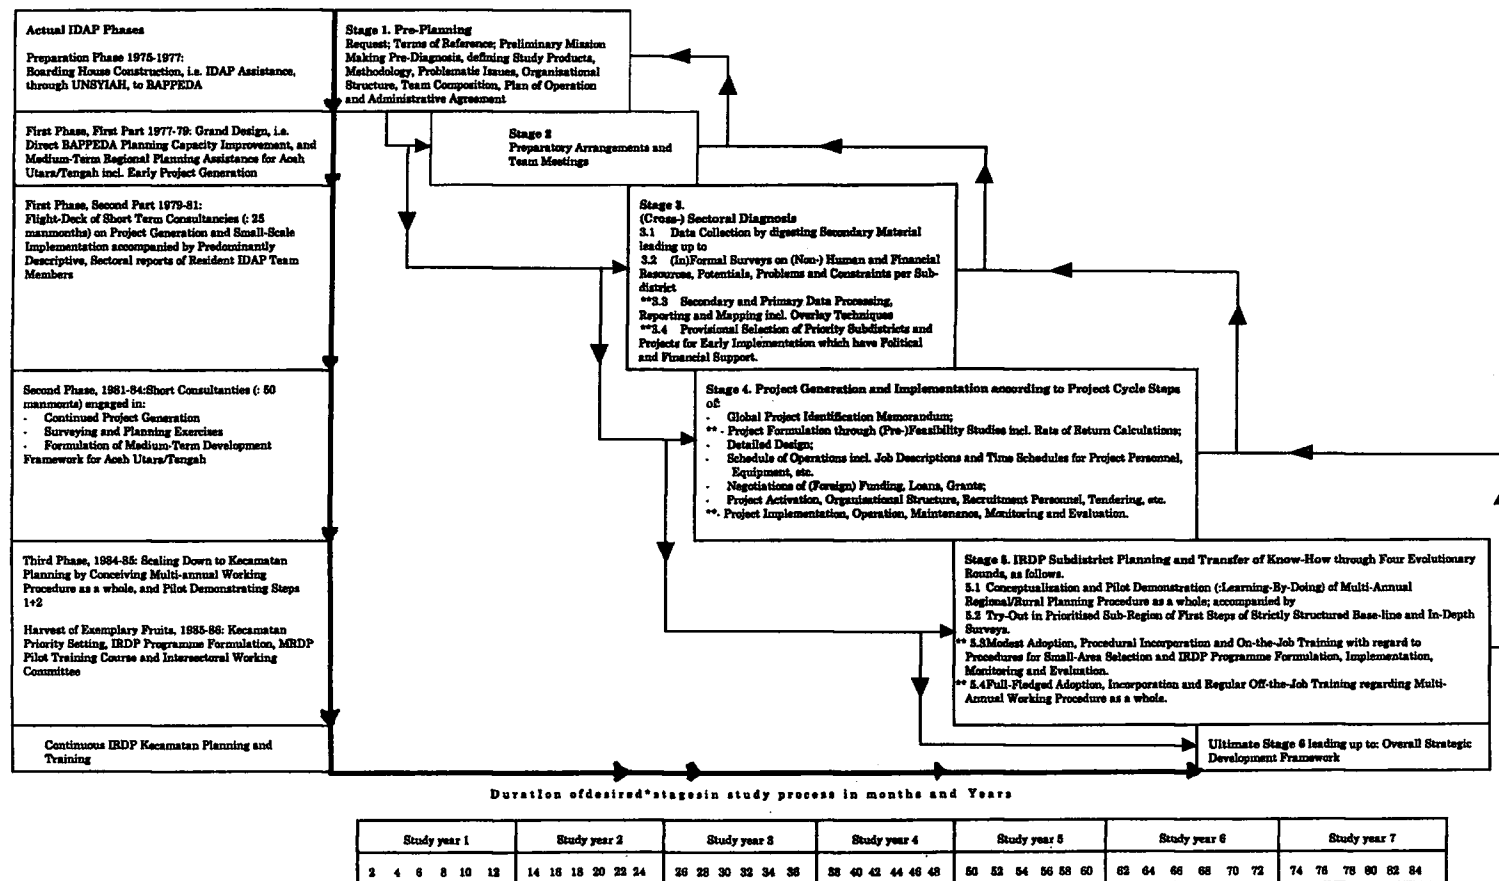 Actual IDAP Phases
Preparation Phase 1975-1977:
Boarding House Construction, i.e. IDAP Assistance,
through UNSYIAH, to BAPPEDA
Stage 1. Pre-Planning
Request; Terms of Reference; Preliminary Mission
Making Pre-Diagnosis, defining Study Products,
Methodology, Problematic Issues, Organisational
Structure, Team Composition, Plan of Operation
and Administrative Agreement
First Phase, First Part 1977-79: Grand Design, i.e.
Direct BAPPEDA Planning Capacity Improvement, and
Medium-Term Regional Planning Assistance for Aceh
Utara/Tengah incl. Early Project Generation
Stage 2
Preparatory Arrangements and
Team Meetings
First Phase, Second Part 1979-81:
Flight-Deck of Short Term Consultancies (: 25
manmonths) on Project Generation and Small-Scale
Implementation accompanied by Predominantly
Descriptive, Sectoral reports of Resident IDAP Team
Members
Stage 3.
(Cross-) Sectoral Diagnosis
3.1 Data Collection by digesting Secondary Material
leading up to
3.2 (In)Formal Surveys on (Non-) Human and Financial
Resources, Potentials, Problems and Constraints per Sub-
district
**3.3 Secondary and Primary Data Processing,
Reporting and Mapping incl. Overlay Techniques
**3.4 Provisional Selection of Priority Subdistricts and
Projects for Early Implementation which have Political
and Financial Support.
Second Phase, 1981-84:Short Consultanties (: 50
manmonts) engaged in:
- Continued Project Generation
- Surveying and Planning Exercises
- Formulation of Medium-Term Development
Framework for Aceh Utara/Tengah
Stage 4. Project Generation and Implementation according to Project Cycle Steps
of:
- Global Project Identification Memorandum;
** - Project Formulation through (Pre-)Feasibility Studies incl. Rate of Return Calculations;
- Detailed Design;
- Schedule of Operations incl. Job Descriptions and Time Schedules for Project Personnel,
Equipment, etc.
- Negotiations of (Foreign) Funding, Loans, Grants;
- Project Activation, Organisational Structure, Recruitment Personnel, Tendering, etc.
**- Project Implementation, Operation, Maintenance, Monitoring and Evaluation.
Third Phase, 1984-85: Scaling Down to Kecamatan
Planning by Conceiving Multi-annual Working
Procedure as a whole, and Pilot Demonstrating Steps
1+2
Harvest of Exemplary Fruits, 1985-86: Kecamatan
Priority Setting, IRDP Programme Formulation, MRDP
Pilot Training Course and Intersectoral Working
Committee
Stage 5. IRDP Subdistrict Planning and Transfer of Know-How through Four Evolutionary
Rounds, as follows.
5.1 Conceptualization and Pilot Demonstration (:Learning-By-Doing) of Multi-Annual
Regional/Rural Planning Procedure as a whole; accompanied by
5.2 Try-Out in Prioritised Sub-Region of First Steps of Strictly Structured Base-line and In-Depth
Surveys.
** 5.3Modest Adoption, Procedural Incorporation and On-the-Job Training with regard to
Procedures for Small-Area Selection and IRDP Programme Formulation, Implementation,
Monitoring and Evaluation.
** 5.4Full-Fledged Adoption, Incorporation and Regular Off-the-Job Training regarding Multi-
Annual Working Procedure as a whole.
Continuous IRDP Kecamatan Planning and
Training
Ultimate Stage 6 leading up to: Overall Strategic
Development Framework
Duration ofdesired*stagesin study process in months and Years
Study year 1 Study year 2 Study year 3 Study year 4 Study year 5 Study year 6 Study year 7
2 4 6 8 10 12 14 16 18 20 22 24 26 28 30 32 34 36 38 40 42 44 46 48 50 52 54 56 58 60 62 64 66 68 70 72 74 76 78 80 82 84